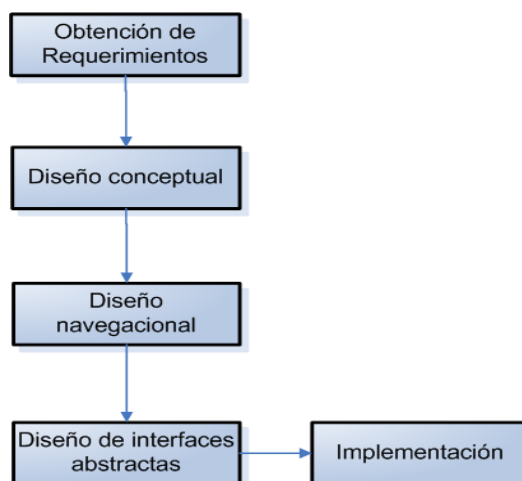 Obtención de
Requerimientos
Diseño conceptual
Diseño
navegacional
Diseño de interfaces
abstractas
Implementación